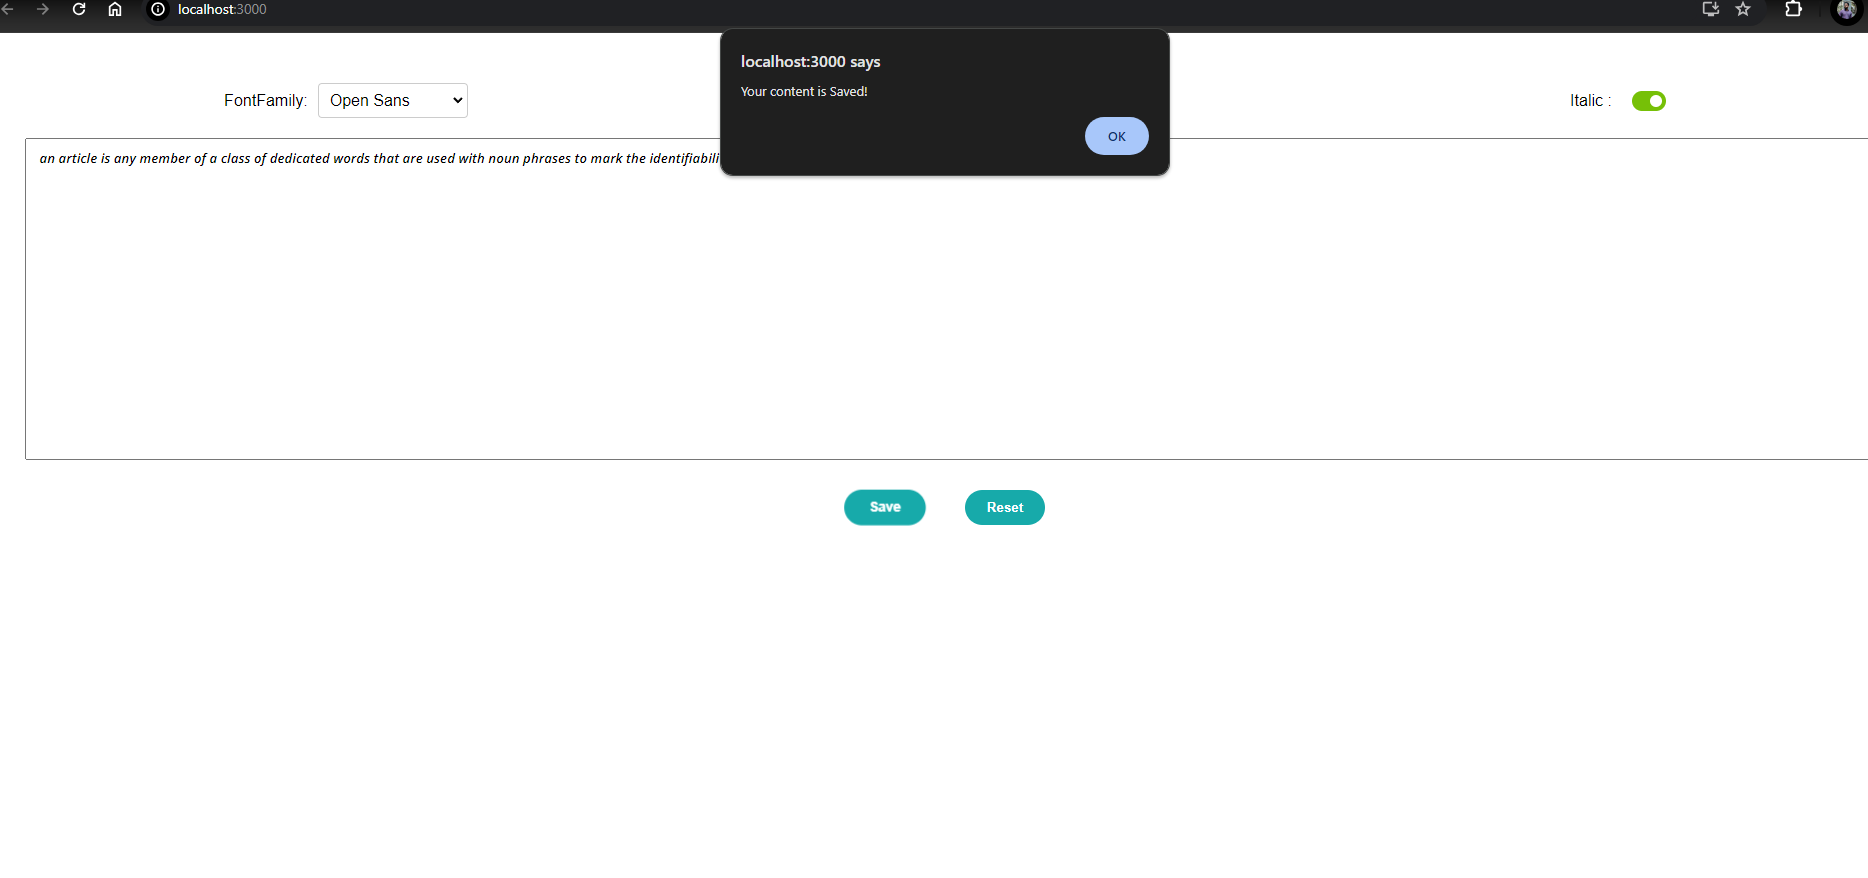 localhost:3000
localhost:3000 says
Your content is Saved!
OK
FontFamily: Open Sans
Italic :
an article is any member of a class of dedicated words that are used with noun phrases to mark the
Save
Reset